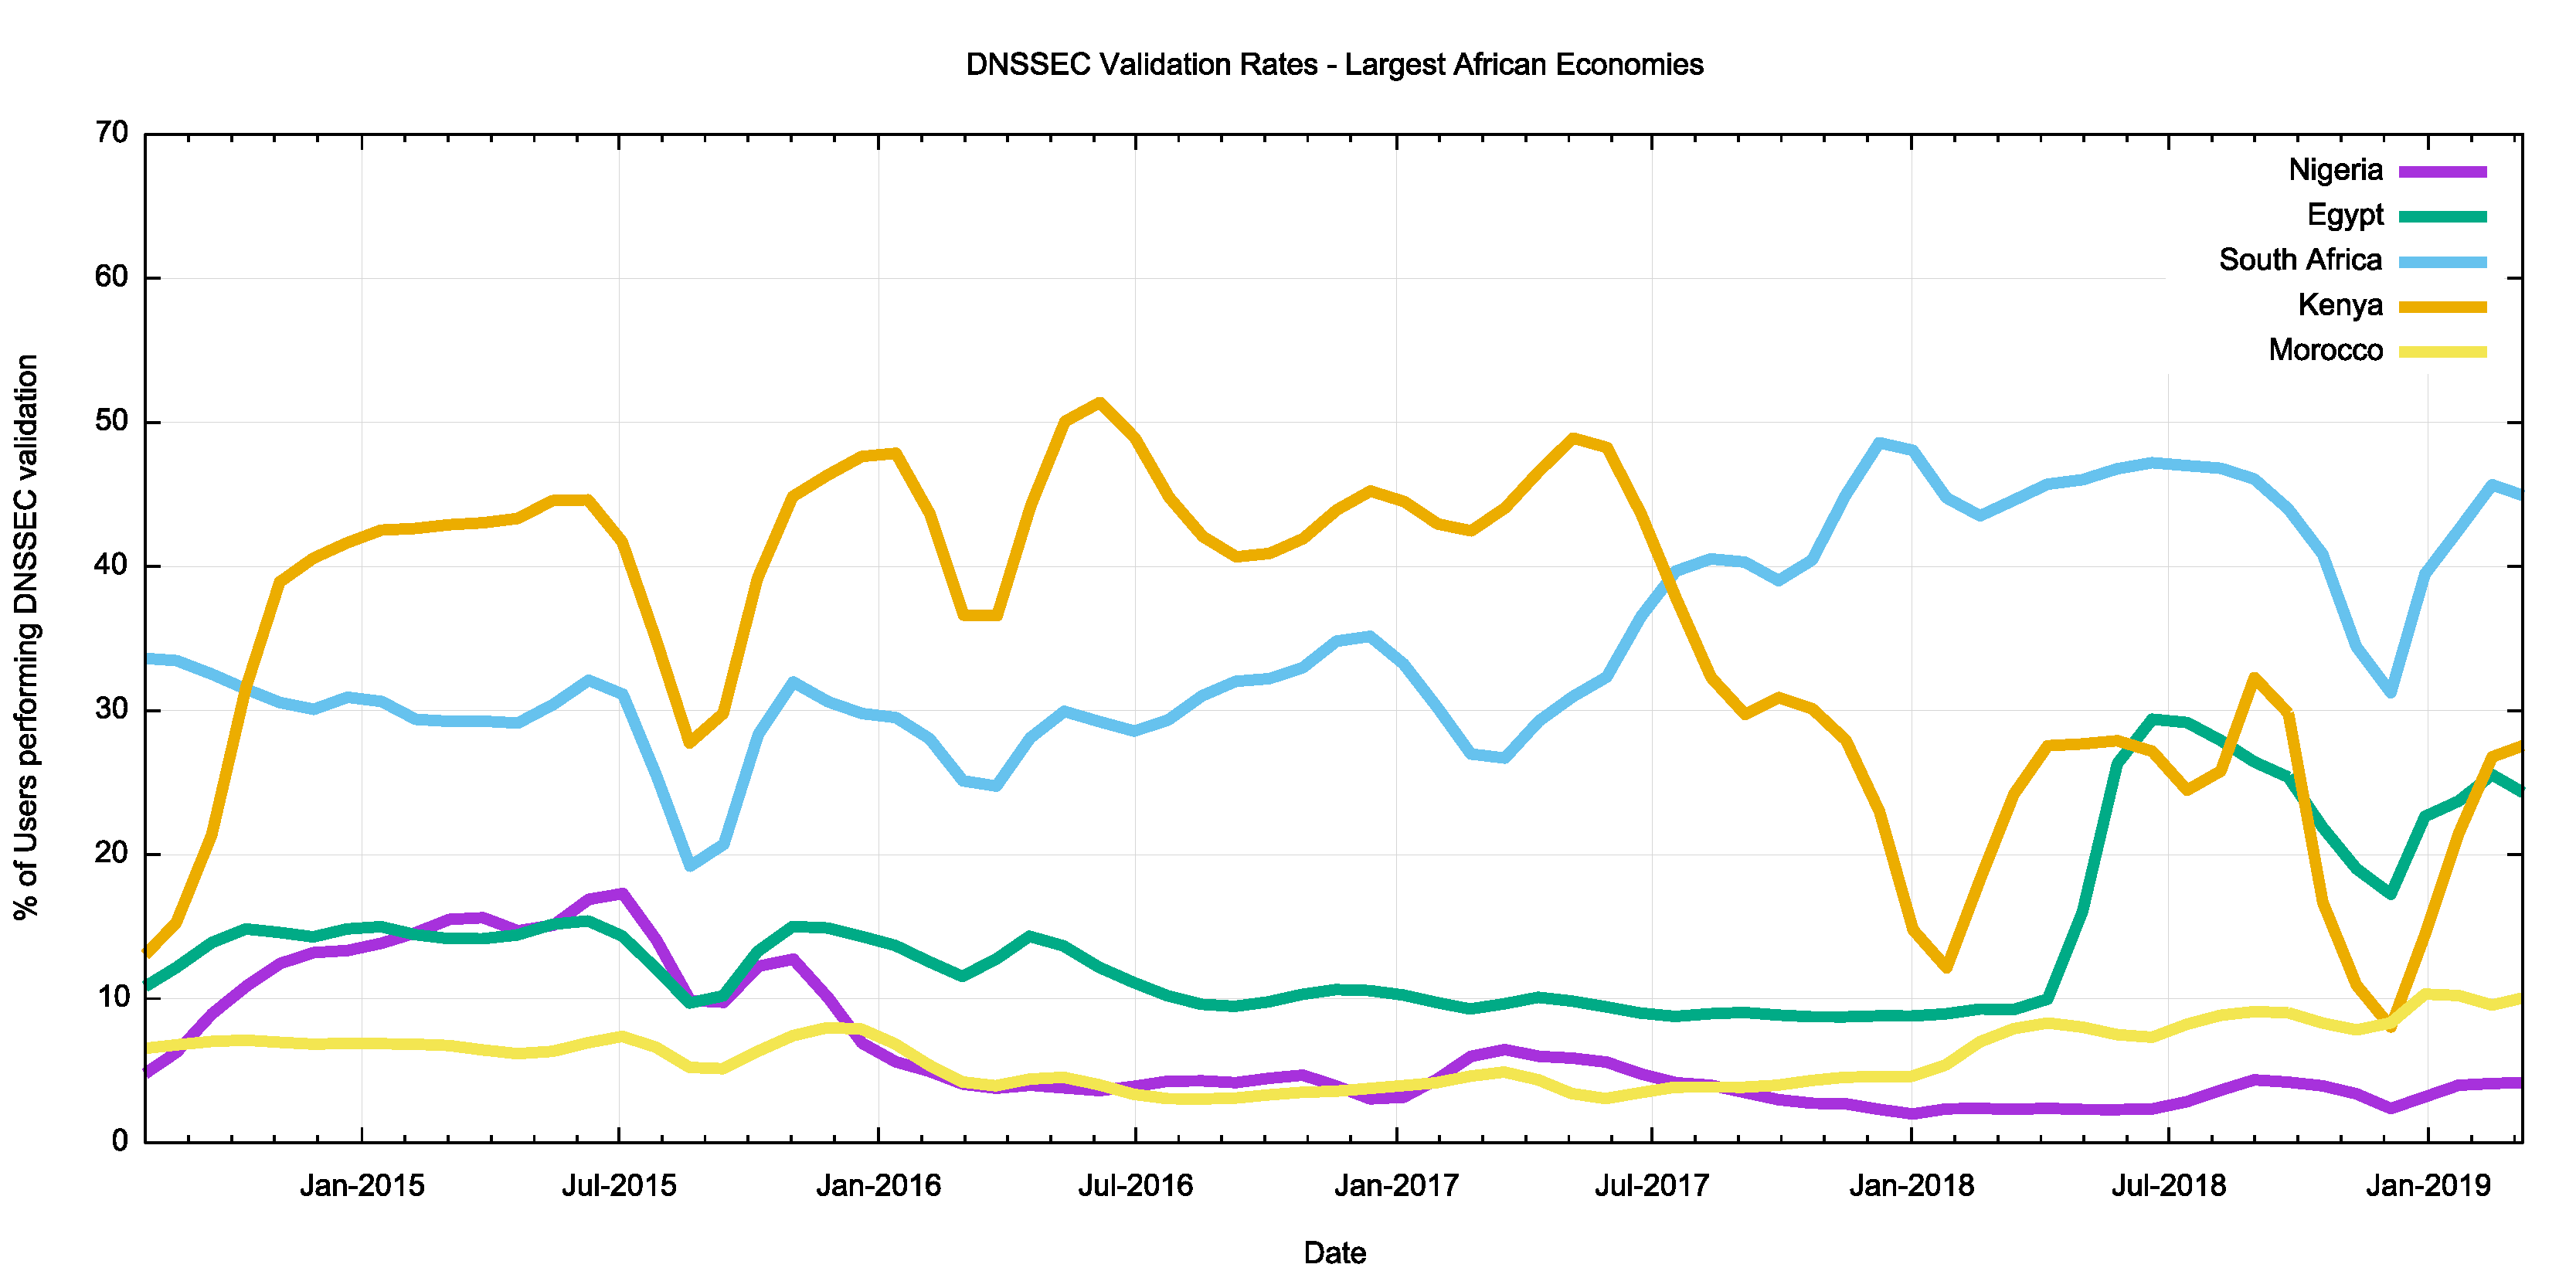 DNSSEC Validation Rates - Largest African Economies
70
60
50
40
30
20
10
0
% of Users performing DNSSEC validation
Nigeria
Egypt
South Africa
Kenya
Morocco
Jan-2015
Jul-2015
Jan-2016
Jul-2016
Jan-2017
Jul-2017
Jan-2018
Jul-2018
Jan-2019
Date